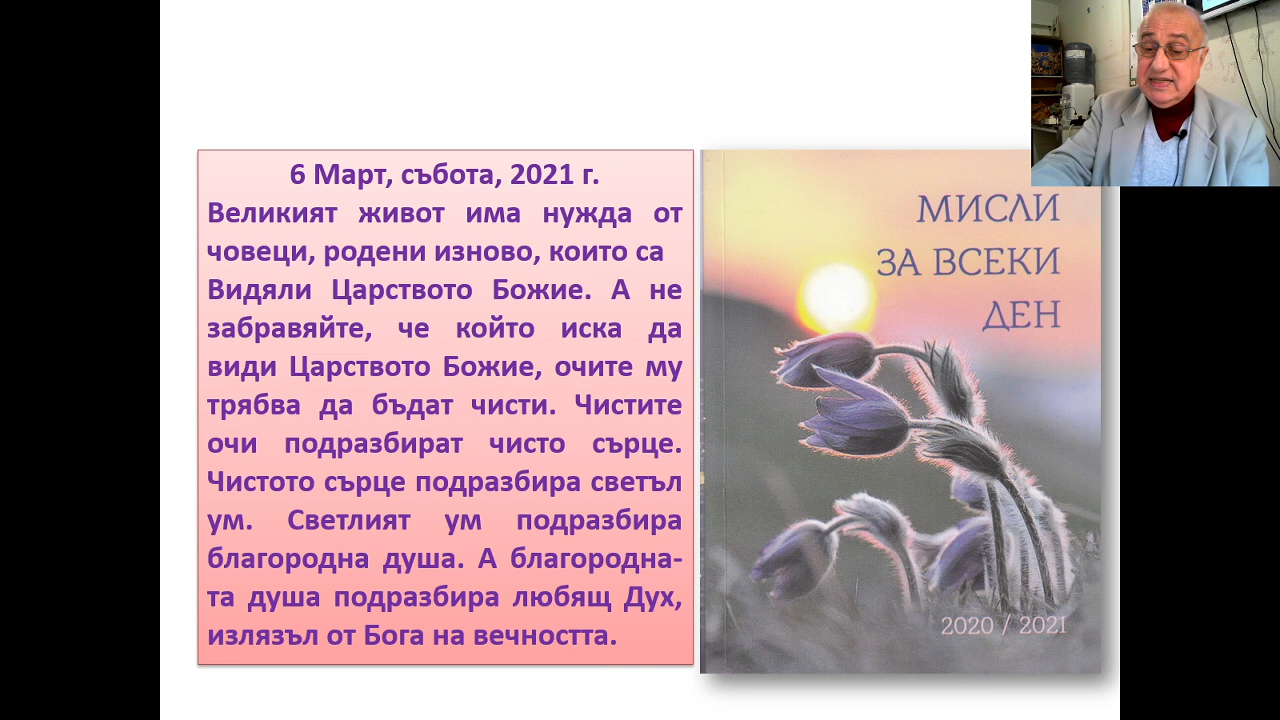 6 Март, събота, 2021 г.
Великият живот има нужда от
човеци, родени изново, които са
Видяли Царството Божие. А не
забравяйте, че който иска да
види Царството Божие, очите му
трябва да бъдат чисти. Чистите
очи подразбират чисто сърце.
Чистото сърце подразбира светъл
ум. Светлият ум подразбира
благородна душа. А благородна-
та душа подразбира любящ Дух,
излязъл от Бога на вечността.
МИСЛИ
ЗА ВСЕКИ
ДЕН
2020 / 2021